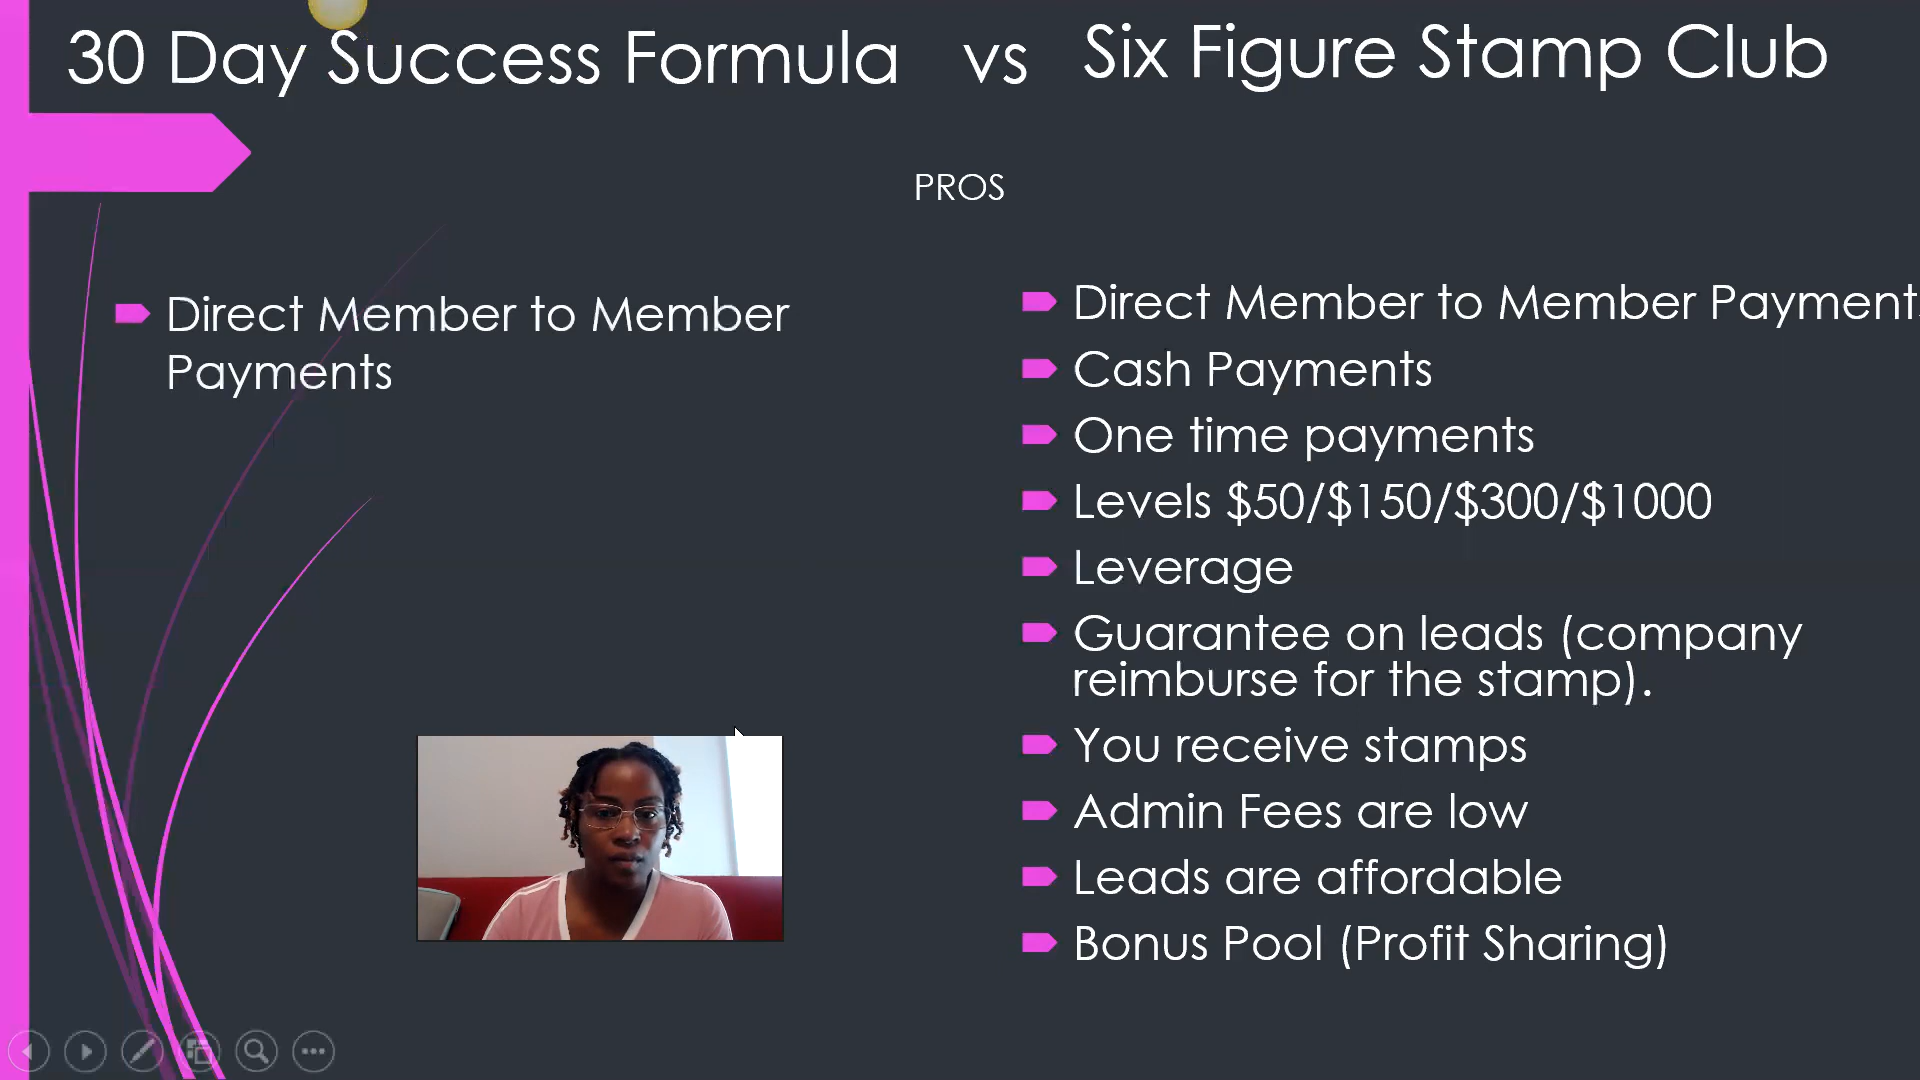 30 Day Success Formula vs Six Figure Stamp Club
PROS
Direct Member to Member
Payments
Direct Member to Member Payments
Cash Payments
One time payments
Levels $50/$150/$300/$1000
Leverage
Guarantee on leads (company
reimburse for the stamp).
You receive stamps
Admin Fees are low
Leads are affordable
Bonus Pool (Profit Sharing)